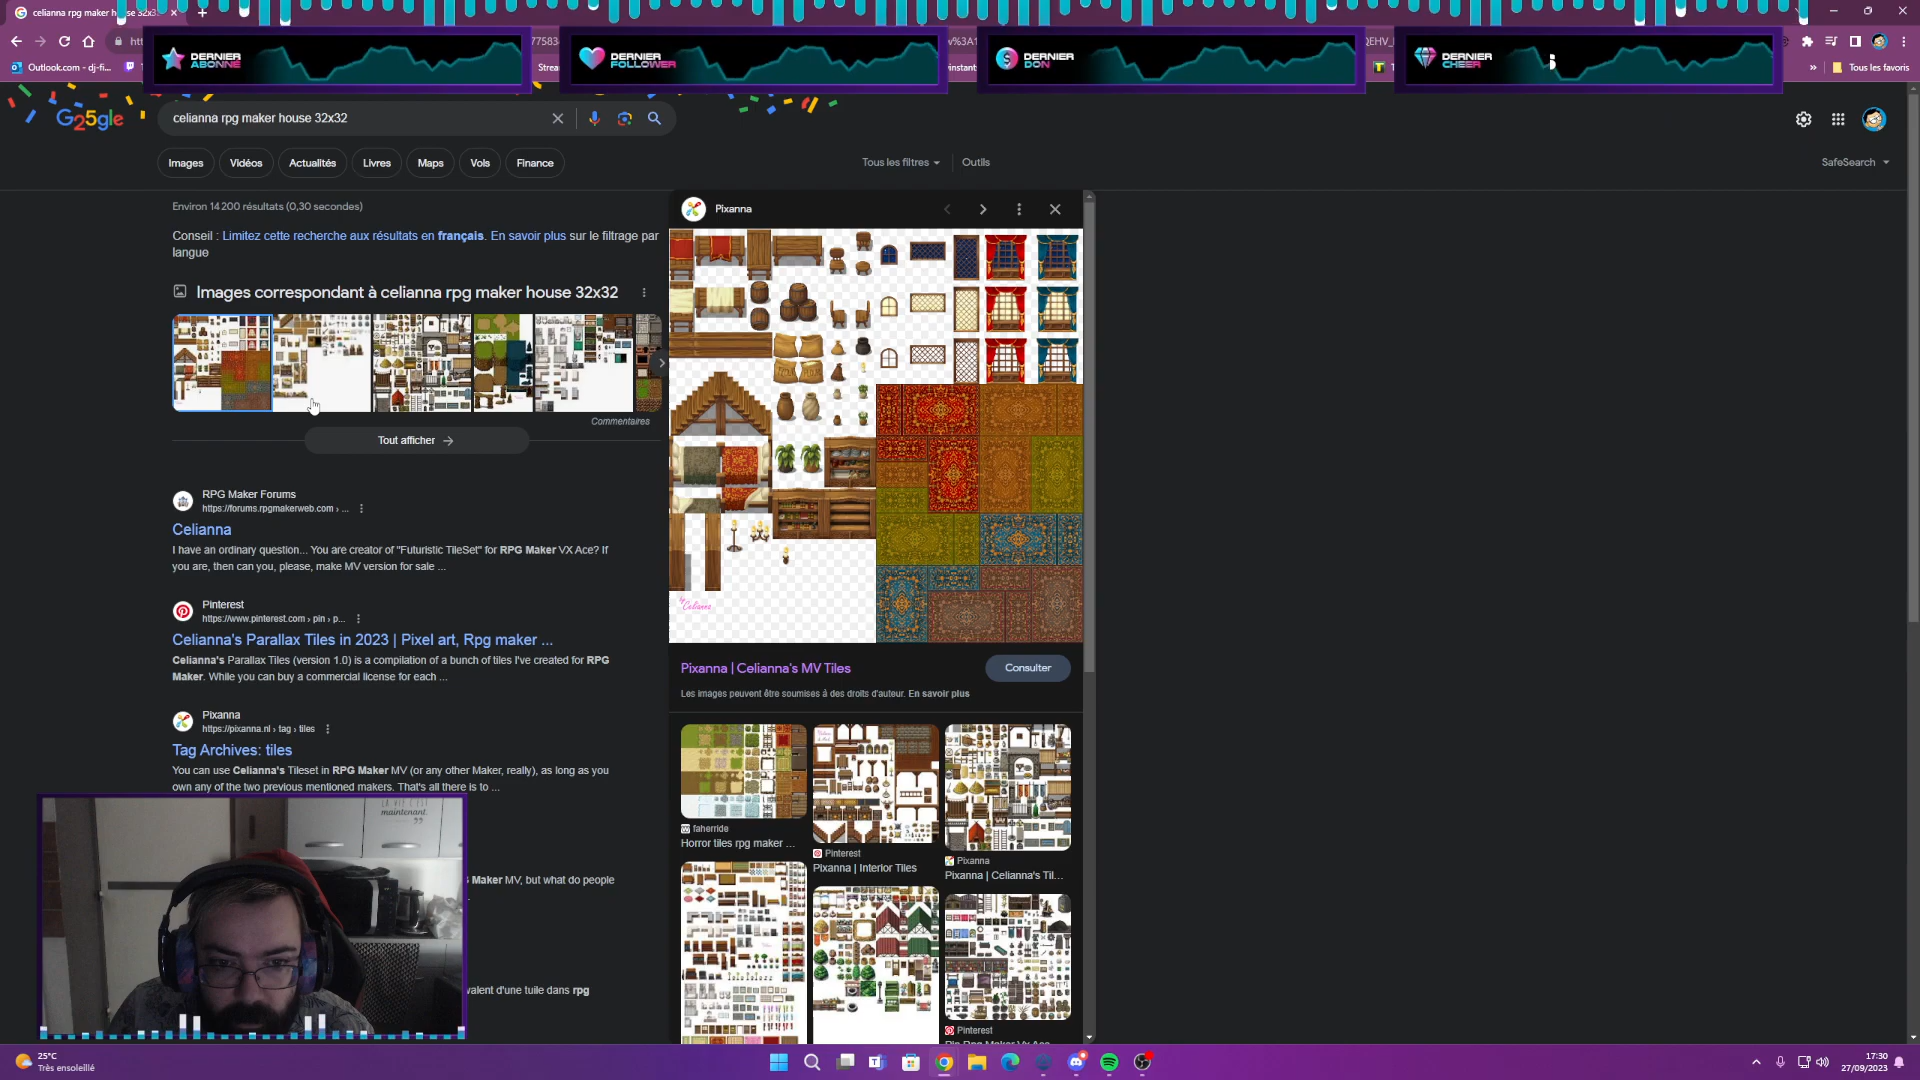 celianna rpg maker house 32x32
Outlook.com - dj-fi...
DERNIER
ABONNÉ
DERNIER
FOLLOWER
DERNIER
DON
DERNIER
CHEER
Tous les favoris
G25gle
celianna rpg maker house 32x32
Images
Vidéos
Actualités
Livres
Maps
Vols
Finance
Tous les filtres
Outils
SafeSearch
Environ 14 200 résultats (0,30 secondes)
Conseil : Limitez cette recherche aux résultats en français. En savoir plus sur le filtrage par
langue
Images correspondant à celianna rpg maker house 32x32
Commentaires
Tout afficher
RPG Maker Forums
https://forums.rpgmakerweb.com › ...
Celianna
I have an ordinary question... You are creator of "Futuristic TileSet" for RPG Maker VX Ace? If
you are, then can you, please, make MV version for sale ...
Pinterest
https://www.pinterest.com › pin › p...
Celianna's Parallax Tiles in 2023 | Pixel art, Rpg maker ...
Celianna's Parallax Tiles (version 1.0) is a compilation of a bunch of tiles I've created for RPG
Maker. While you can buy a commercial license for each ...
Pixanna
https://pixanna.nl › tag › tiles
Tag Archives: tiles
You can use Celianna's Tileset in RPG Maker MV (or any other Maker, really), as long as you
own any of the two previous mentioned makers. That's all there is to ...
Maker MV, but what do people
valent d'une tuile dans rpg
LA VIE C'EST
maintenant.
Pixanna
by
Celianna
Pixanna | Celianna's MV Tiles
Consulter
Les images peuvent être soumises à des droits d'auteur. En savoir plus
faherride
Horror tiles rpg maker ...
Pinterest
Pixanna | Interior Tiles
Pixanna
Pixanna | Celianna's Til...
Pinterest
25°C
Très ensoleillé
17:30
27/09/2023